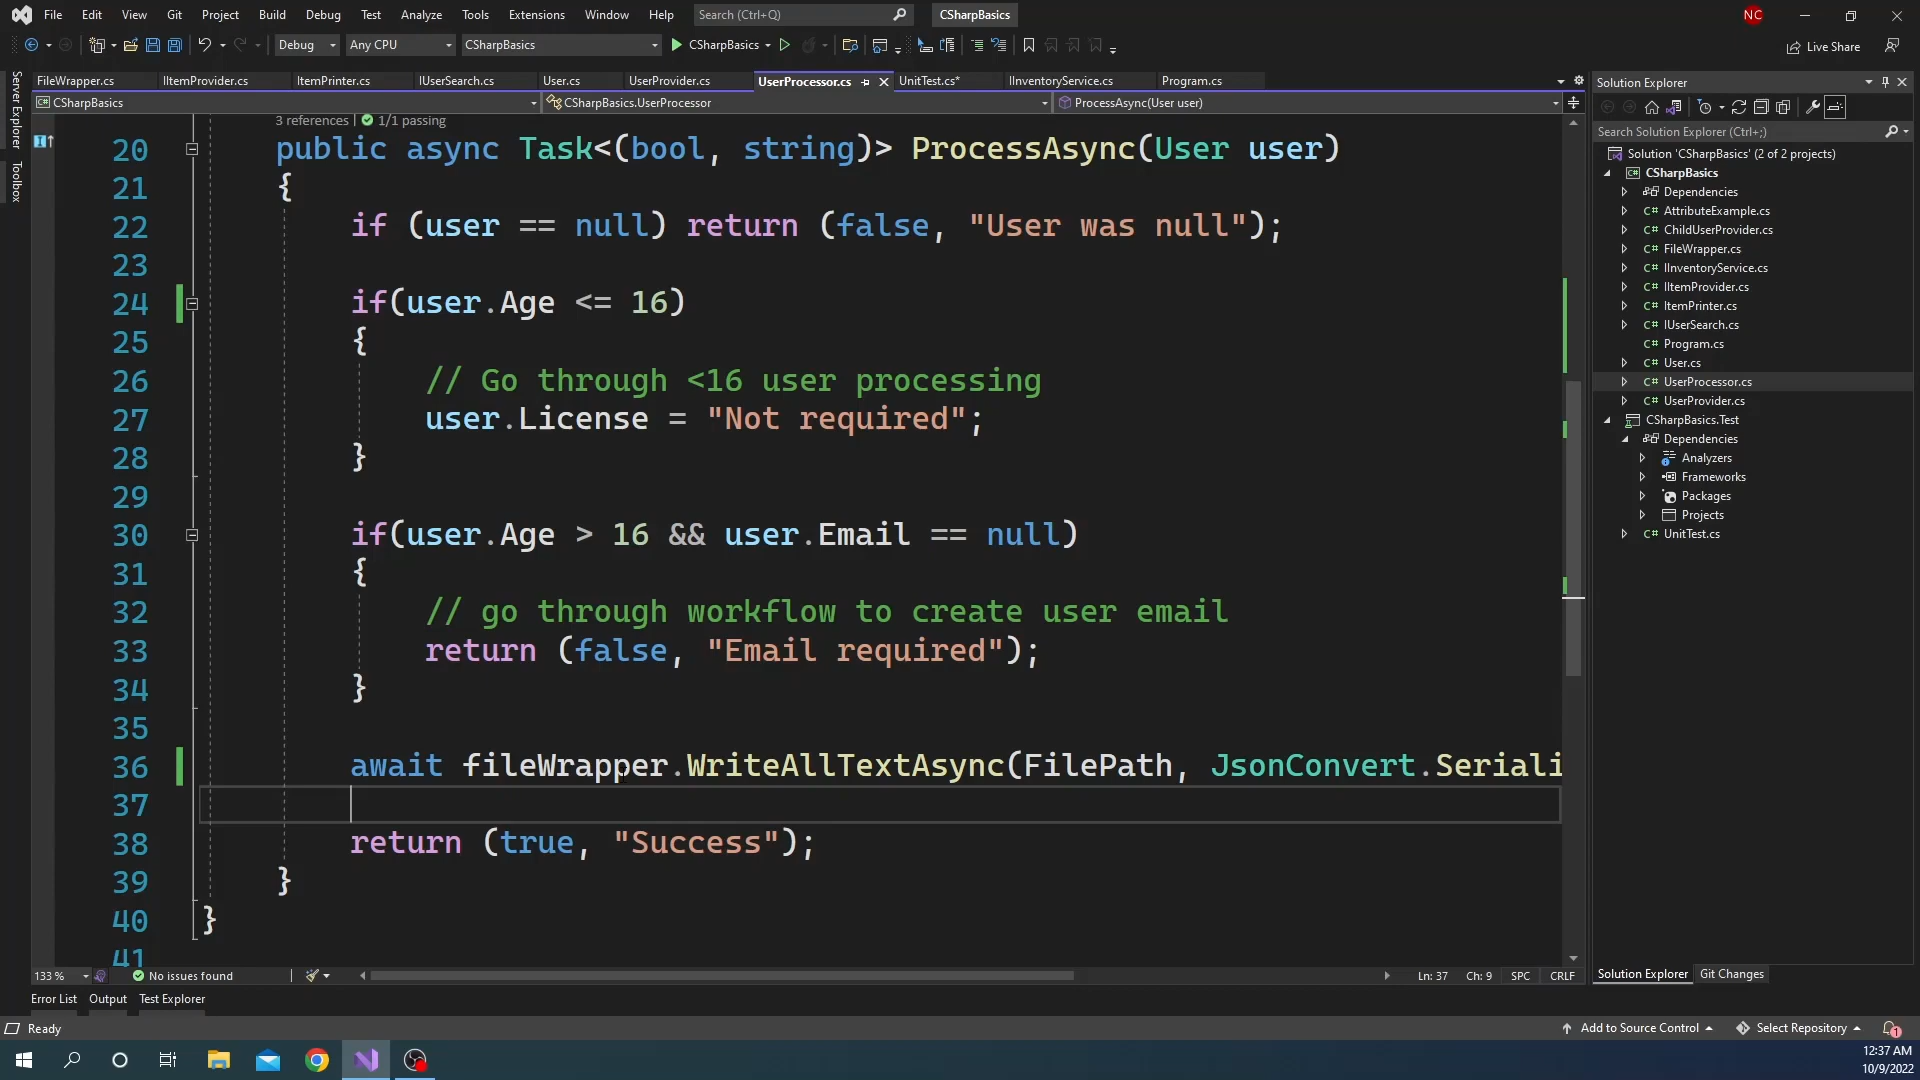 File Edit View Git Project Build Debug Test Analyze Tools Extensions Window Help Search (Ctrl+Q) CSharpBasics NC
Debug Any CPU CSharpBasics CSharpBasics Live Share
FileWrapper.cs IItemProvider.cs ItemPrinter.cs IUserSearch.cs User.cs UserProvider.cs UserProcessor.cs UnitTest.cs* IInventoryService.cs Program.cs
CSharpBasics CSharpBasics.UserProcessor ProcessAsync(User user)
Server Explorer
Toolbox
3 references | 1/1 passing
20 public async Task<(bool, string)> ProcessAsync(User user)
21 {
22 if (user == null) return (false, "User was null");
23
24 if(user.Age <= 16)
25 {
26 // Go through <16 user processing
27 user.License = "Not required";
28 }
29
30 if(user.Age > 16 && user.Email == null)
31 {
32 // go through workflow to create user email
33 return (false, "Email required");
34 }
35
36 await fileWrapper.WriteAllTextAsync(FilePath, JsonConvert.Seriali
37
38 return (true, "Success");
39 }
40 }
41
133 % No issues found Ln: 37 Ch: 9 SPC CRLF
Error List Output Test Explorer
Solution Explorer
Search Solution Explorer (Ctrl+;)
Solution 'CSharpBasics' (2 of 2 projects)
C# CSharpBasics
Dependencies
C# AttributeExample.cs
C# ChildUserProvider.cs
C# FileWrapper.cs
C# IInventoryService.cs
C# IItemProvider.cs
C# ItemPrinter.cs
C# IUserSearch.cs
C# Program.cs
C# User.cs
C# UserProcessor.cs
C# UserProvider.cs
CSharpBasics.Test
Dependencies
Analyzers
Frameworks
Packages
Projects
C# UnitTest.cs
Solution Explorer Git Changes
Ready Add to Source Control Select Repository 1
12:37 AM
10/9/2022